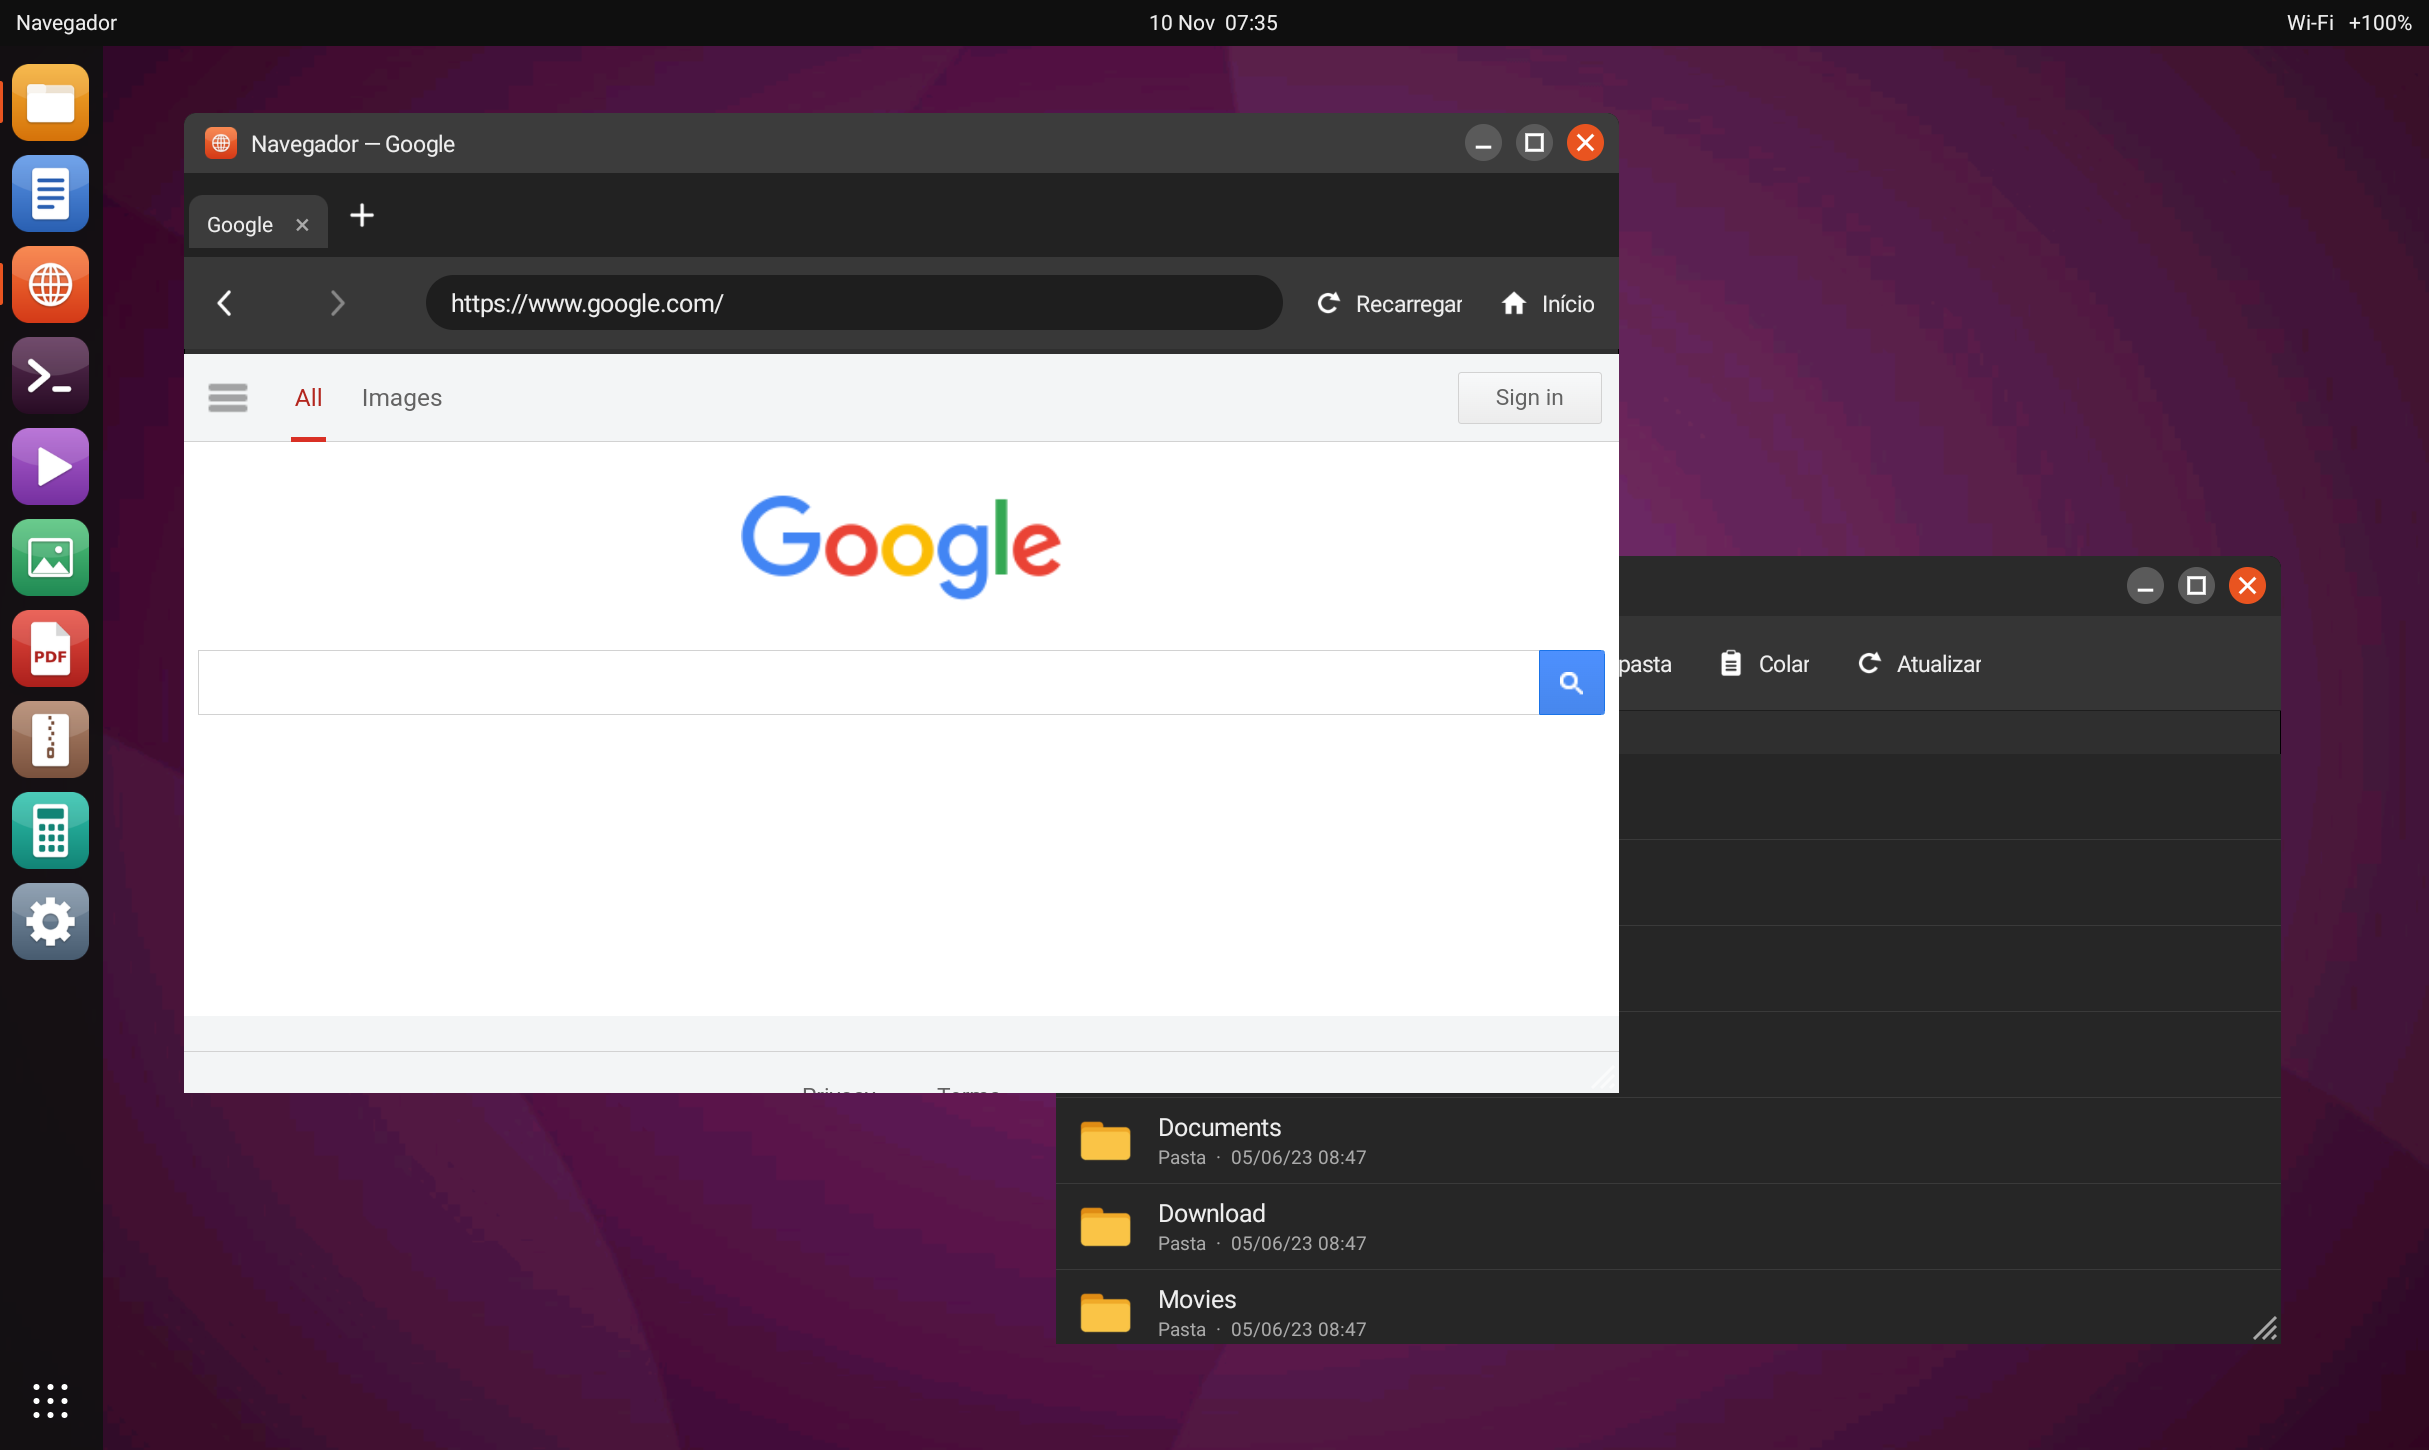 Navegador
10 Nov 07:35
Wi-Fi +100%
Navegador — Google
Google
https://www.google.com/
Recarregar
Início
All
Images
Sign in
Google
PDF
pasta
Colar
Atualizar
Privacy
Terms
Documents
Pasta · 05/06/23 08:47
Download
Pasta · 05/06/23 08:47
Movies
Pasta · 05/06/23 08:47